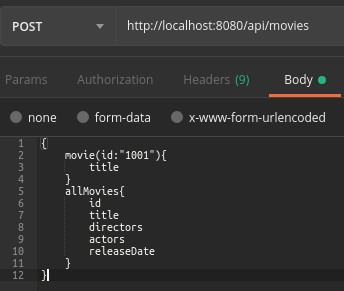 POST http://localhost:8080/api/movies
Params Authorization Headers (9) Body
none form-data x-www-form-urlencoded
1 {
2 movie(id:"1001"){
3 title
4 }
5 allMovies{
6 id
7 title
8 directors
9 actors
10 releaseDate
11 }
12 }